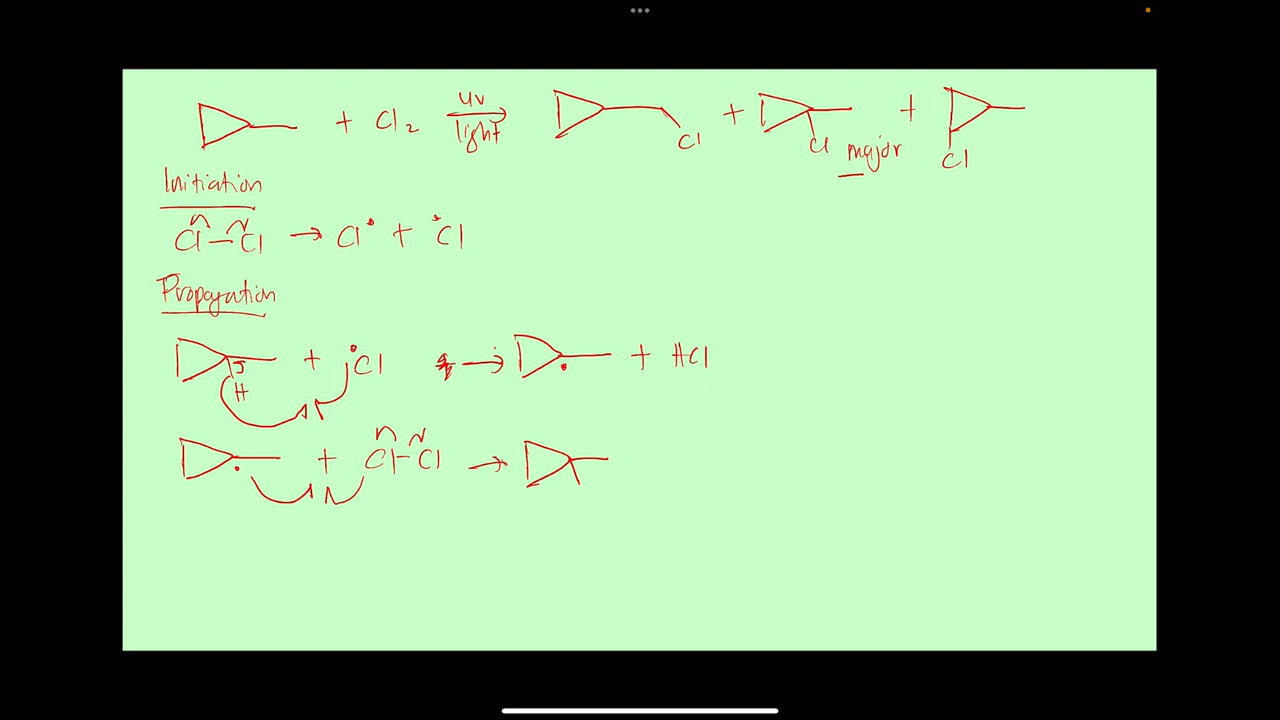 + Cl₂ uv light → Cl + Cl major + Cl
Initiation
Cl–Cl → Cl• + •Cl
Propagation
H + •Cl → • + HCl
• + Cl–Cl →